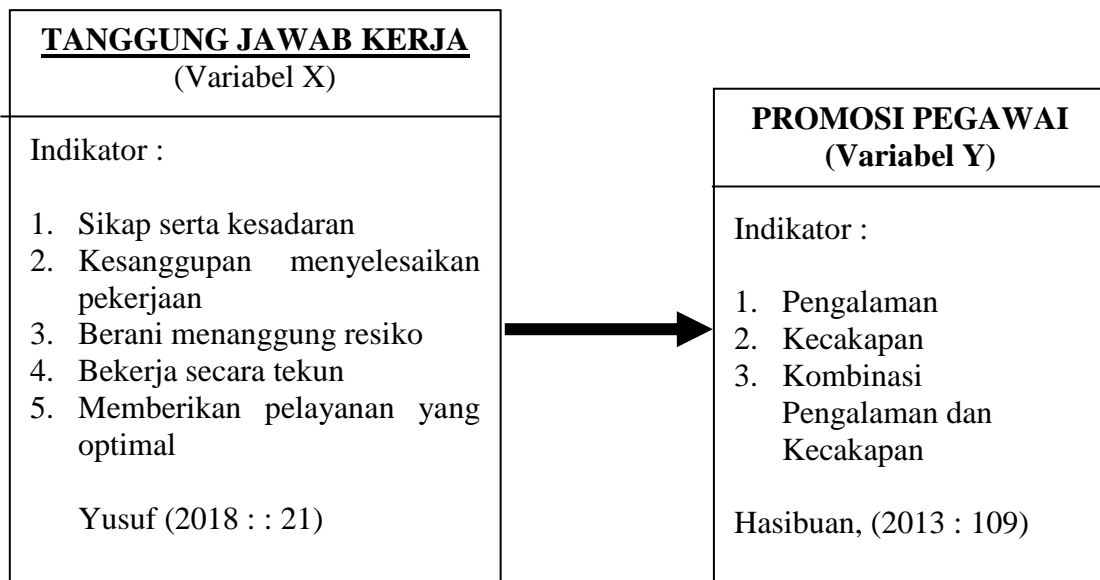 TANGGUNG JAWAB KERJA
(Variabel X)
Indikator :
1. Sikap serta kesadaran
2. Kesanggupan menyelesaikan
pekerjaan
3. Berani menanggung resiko
4. Bekerja secara tekun
5. Memberikan pelayanan yang
optimal
Yusuf (2018 : : 21)
PROMOSI PEGAWAI
(Variabel Y)
Indikator :
1. Pengalaman
2. Kecakapan
3. Kombinasi
Pengalaman dan
Kecakapan
Hasibuan, (2013 : 109)